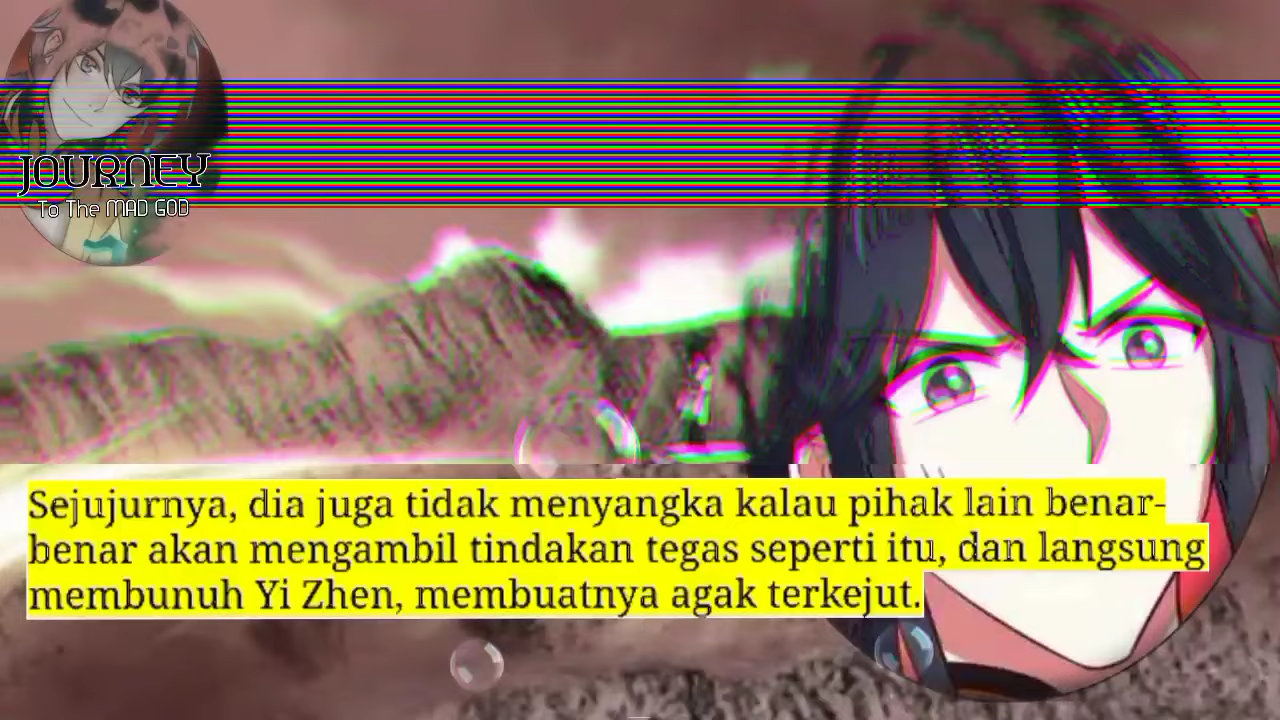 JOURNEY
To The MAD GOD
Sejujurnya, dia juga tidak menyangka kalau pihak lain benar-
benar akan mengambil tindakan tegas seperti itu, dan langsung
membunuh Yi Zhen, membuatnya agak terkejut.